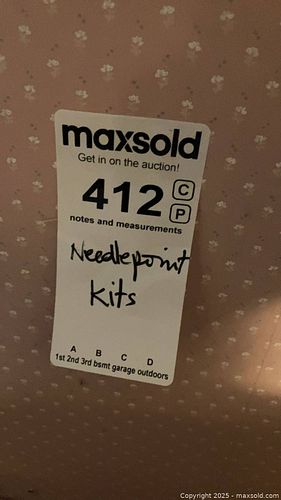 maxsold
Get in on the auction!
412 C
P
notes and measurements
Needlepoint
Kits
A B C D
1st 2nd 3rd bsmt garage outdoors
Copyright 2025 - Maxsold.com